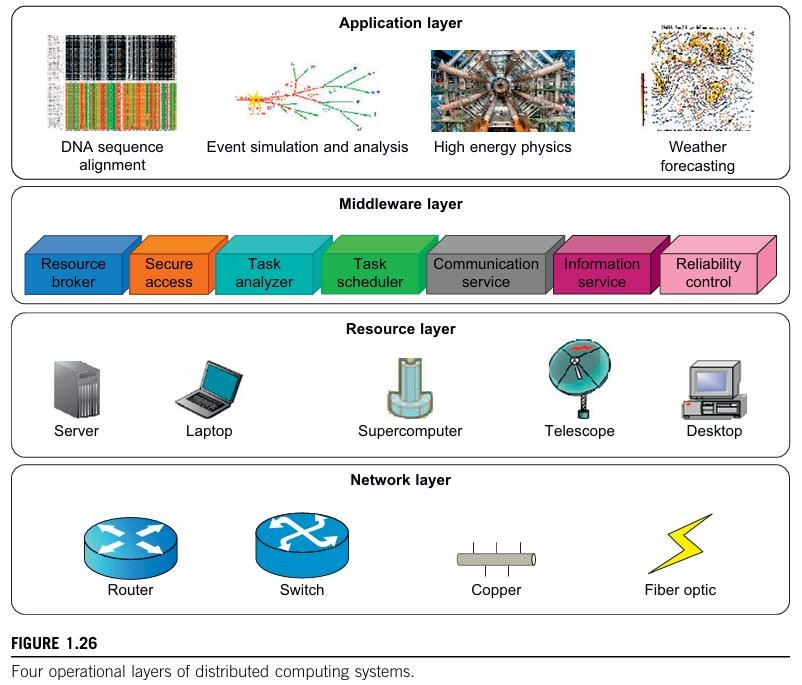 Application layer
DNA sequence
alignment
Event simulation and analysis
High energy physics
Weather
forecasting
Middleware layer
Resource
broker
Secure
access
Task
analyzer
Task
scheduler
Communication
service
Information
service
Reliability
control
Resource layer
Server
Laptop
Supercomputer
Telescope
Desktop
Network layer
Router
Switch
Copper
Fiber optic
FIGURE 1.26
Four operational layers of distributed computing systems.